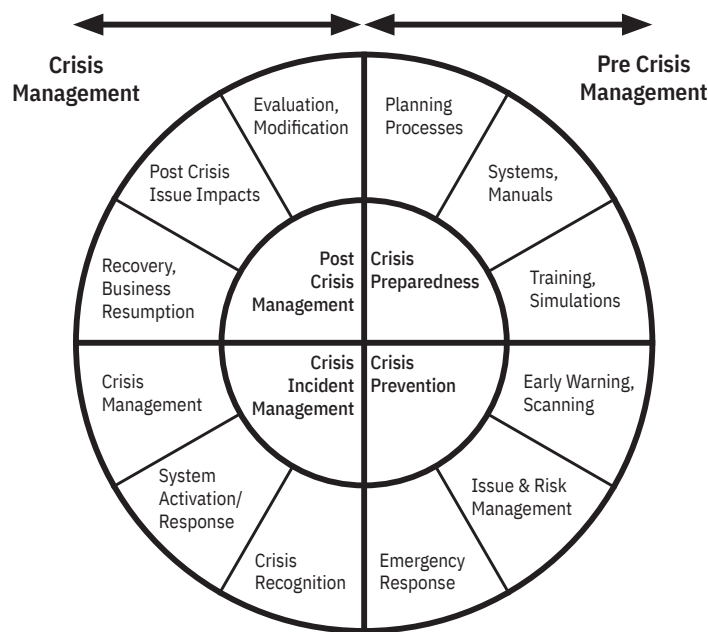 Crisis
Management
Pre Crisis
Management
Evaluation,
Modification
Planning
Processes
Post Crisis
Issue Impacts
Systems,
Manuals
Recovery,
Business
Resumption
Post
Crisis
Management
Crisis
Preparedness
Training,
Simulations
Crisis
Management
Crisis
Incident
Management
Crisis
Prevention
Early Warning,
Scanning
System
Activation/
Response
Issue & Risk
Management
Crisis
Recognition
Emergency
Response